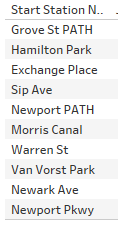 Start Station N..
Grove St PATH
Hamilton Park
Exchange Place
Sip Ave
Newport PATH
Morris Canal
Warren St
Van Vorst Park
Newark Ave
Newport Pkwy